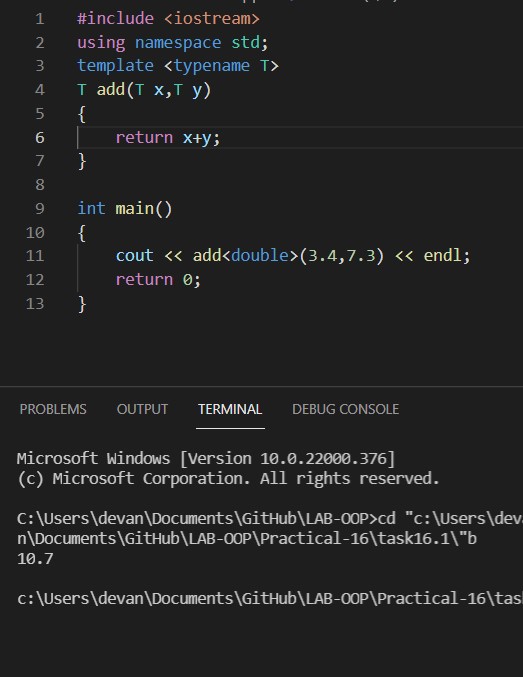 1 #include <iostream>
2 using namespace std;
3 template <typename T>
4 T add(T x,T y)
5 {
6     return x+y;
7 }
8
9 int main()
10 {
11     cout << add<double>(3.4,7.3) << endl;
12     return 0;
13 }
PROBLEMS OUTPUT TERMINAL DEBUG CONSOLE
Microsoft Windows [Version 10.0.22000.376]
(c) Microsoft Corporation. All rights reserved.
C:\Users\devan\Documents\GitHub\LAB-OOP>cd "c:\Users\dev
n\Documents\GitHub\LAB-OOP\Practical-16\task16.1\"b
10.7
c:\Users\devan\Documents\GitHub\LAB-OOP\Practical-16\tas